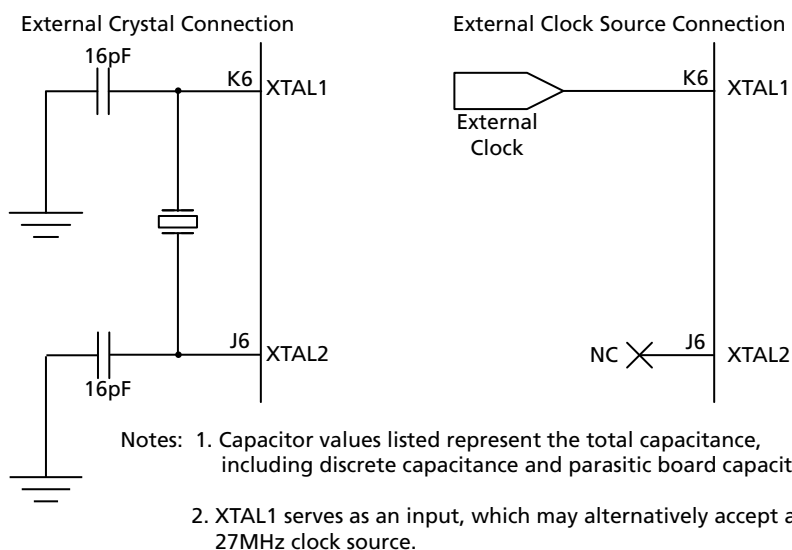 External Crystal Connection
16pF
K6
XTAL1
J6
XTAL2
16pF
External Clock Source Connection
K6
XTAL1
External
Clock
J6
NC
XTAL2
Notes: 1. Capacitor values listed represent the total capacitance,
including discrete capacitance and parasitic board
2. XTAL1 serves as an input, which may alternatively accept
27MHz clock source.